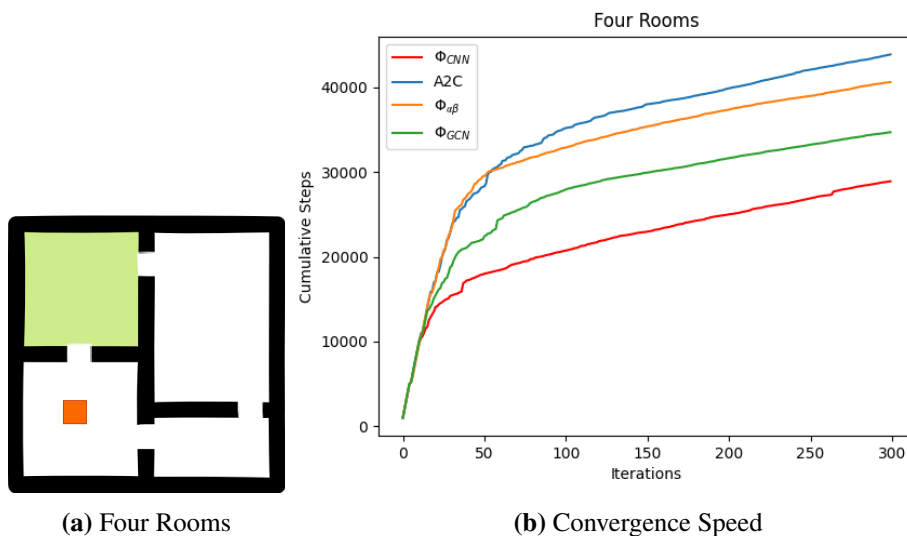 Four Rooms
Φ_CNN
A2C
Φ_αβ
Φ_GCN
Cumulative Steps
40000
30000
20000
10000
0
0 50 100 150 200 250 300
Iterations
(a) Four Rooms
(b) Convergence Speed